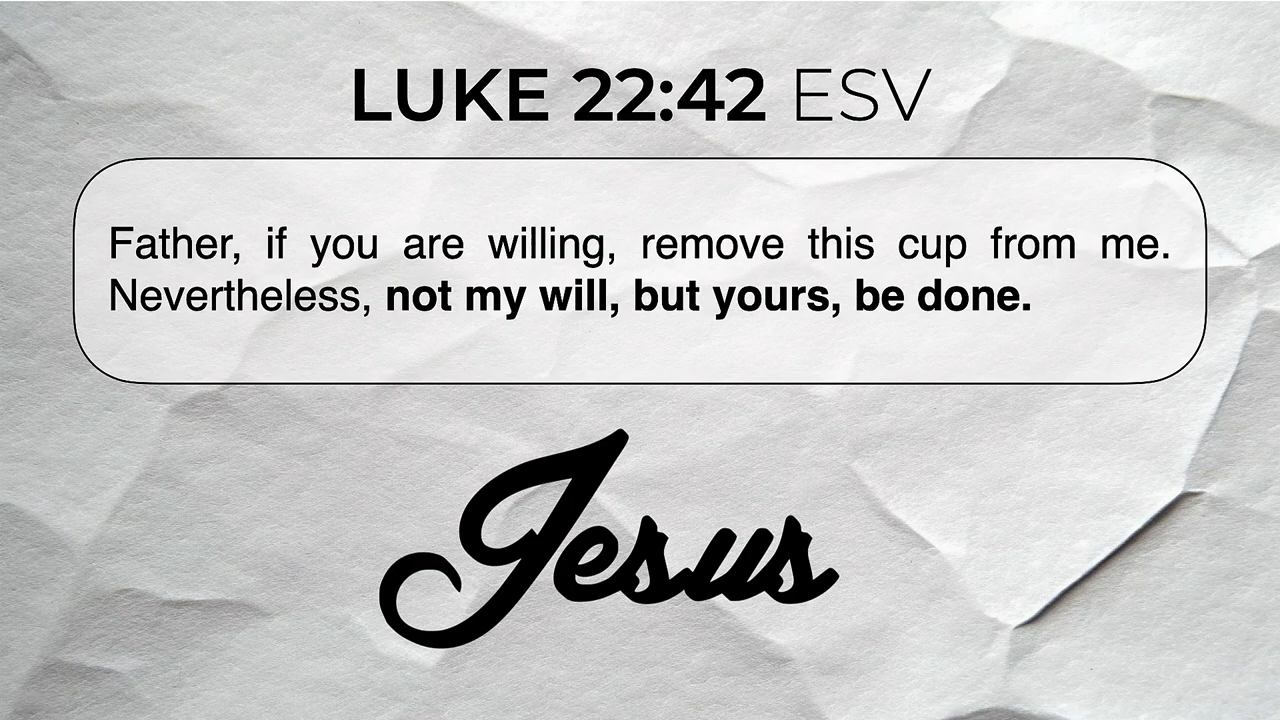 LUKE 22:42 ESV
Father, if you are willing, remove this cup from me.
Nevertheless, not my will, but yours, be done.
Jesus